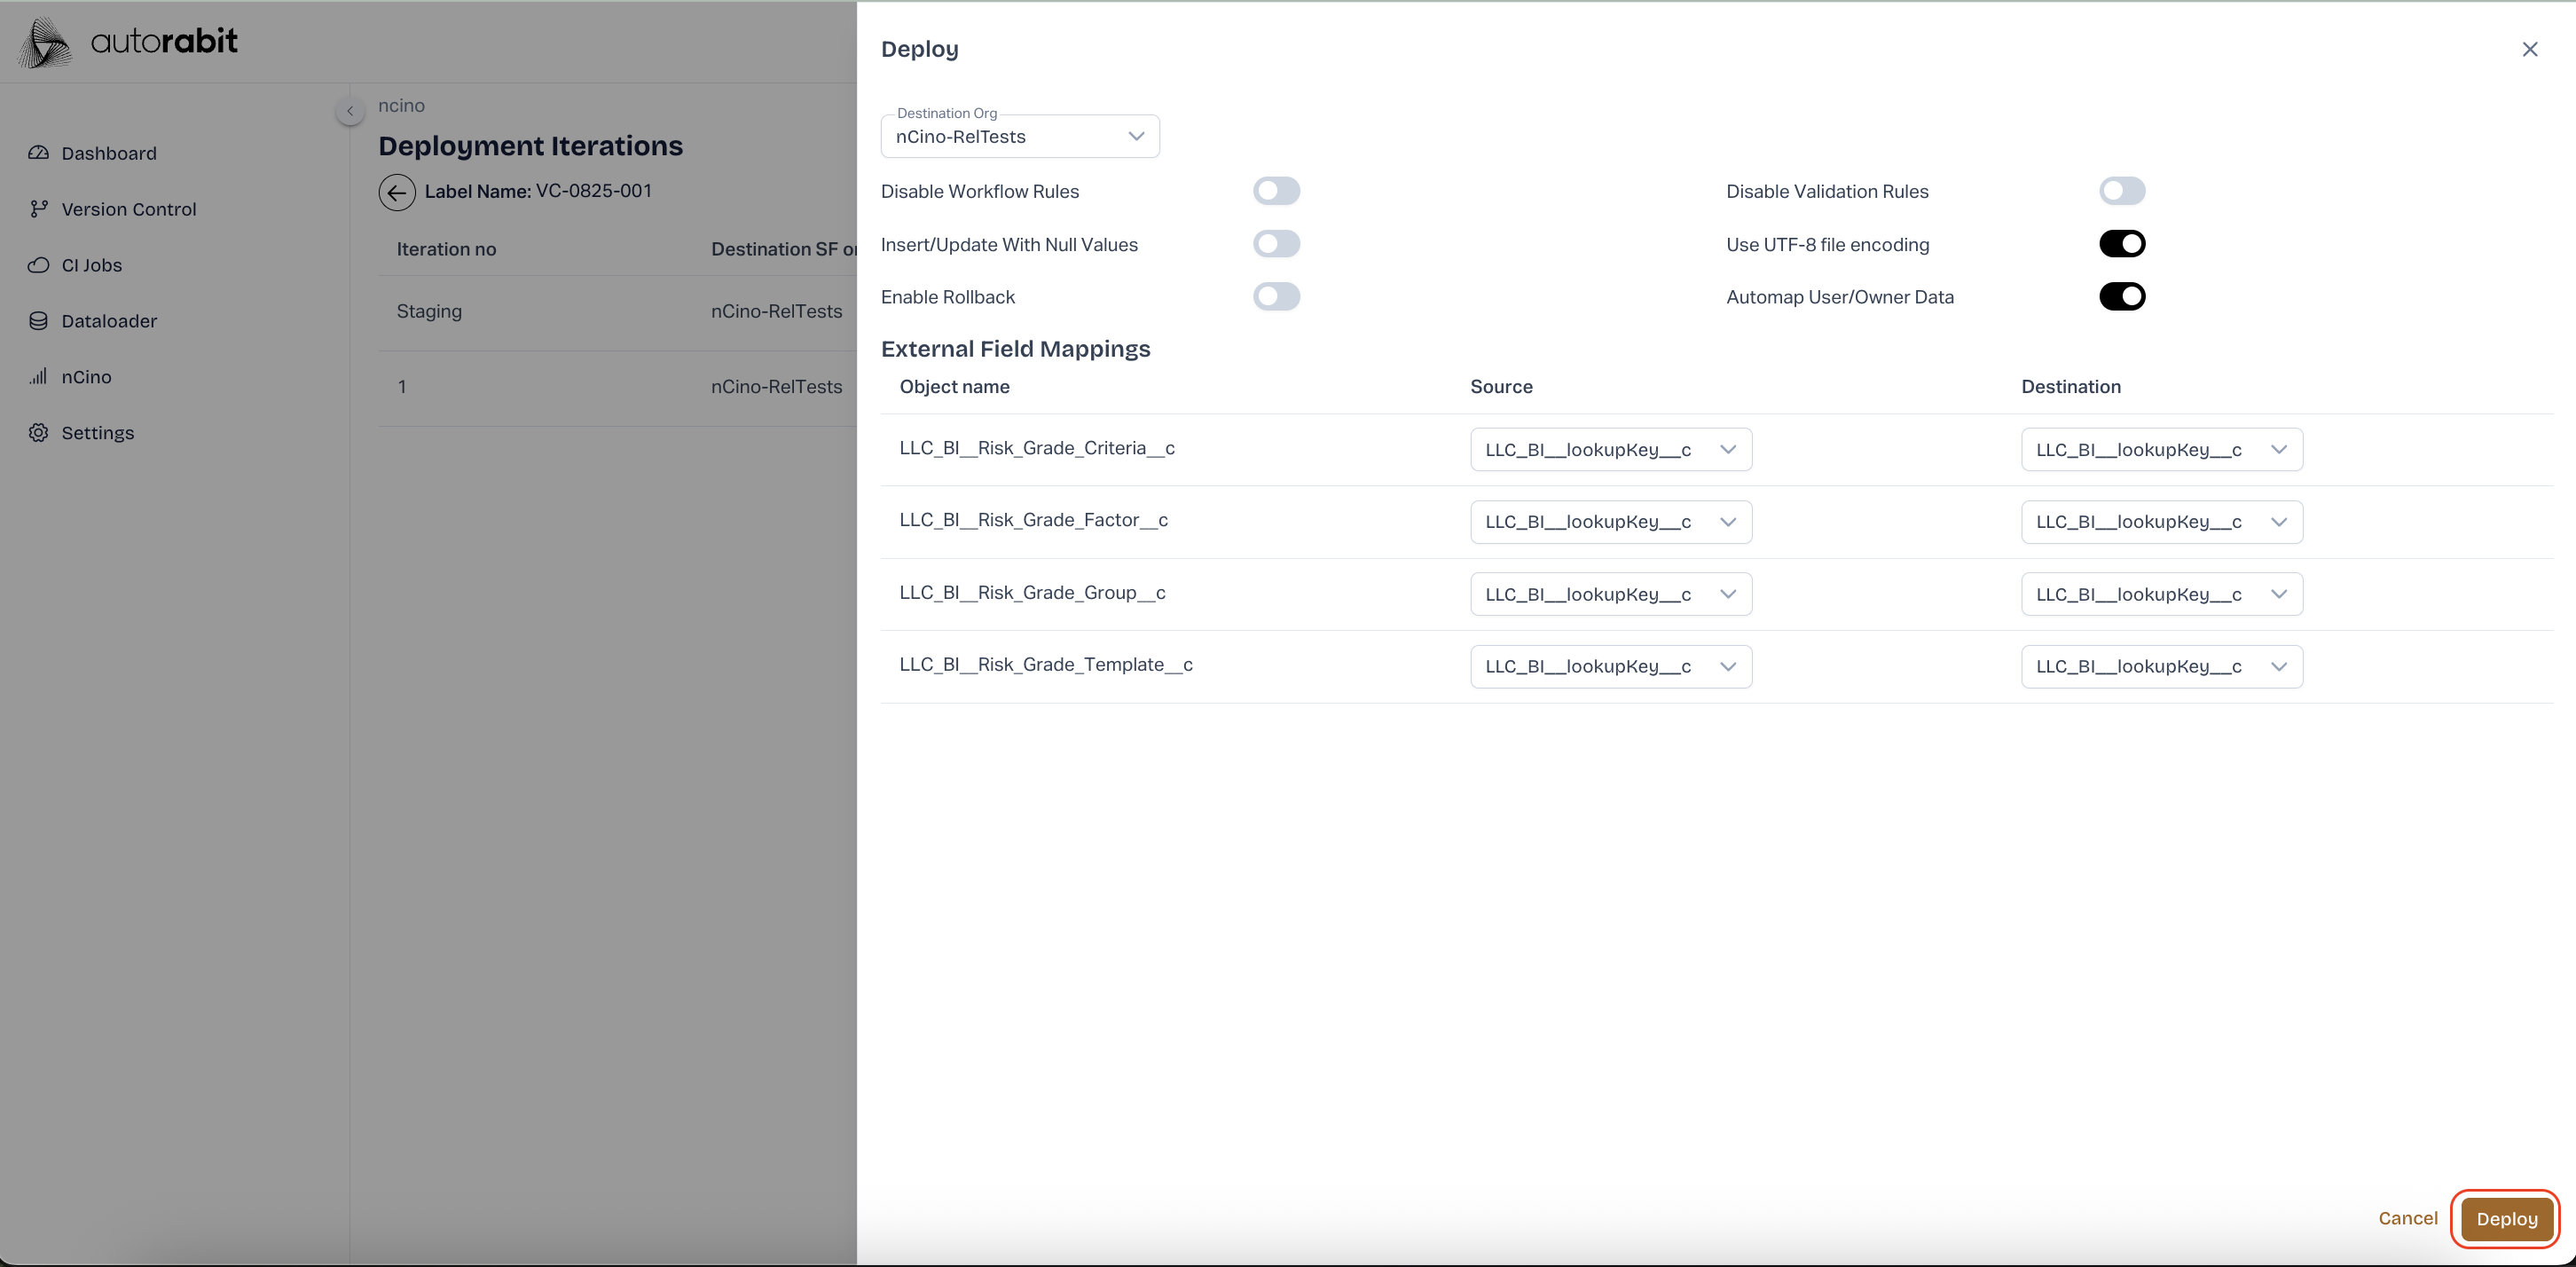 autorabit
Dashboard
Version Control
CI Jobs
Dataloader
nCino
Settings
ncino
Deployment Iterations
Label Name: VC-0825-001
Iteration no Destination SF or
Staging nCino-RelTests
1 nCino-RelTests
Deploy
Destination Org
nCino-RelTests
Disable Workflow Rules Disable Validation Rules
Insert/Update With Null Values Use UTF-8 file encoding
Enable Rollback Automap User/Owner Data
External Field Mappings
Object name Source Destination
LLC_BI__Risk_Grade_Criteria__c LLC_BI__lookupKey__c LLC_BI__lookupKey__c
LLC_BI__Risk_Grade_Factor__c LLC_BI__lookupKey__c LLC_BI__lookupKey__c
LLC_BI__Risk_Grade_Group__c LLC_BI__lookupKey__c LLC_BI__lookupKey__c
LLC_BI__Risk_Grade_Template__c LLC_BI__lookupKey__c LLC_BI__lookupKey__c
Cancel Deploy